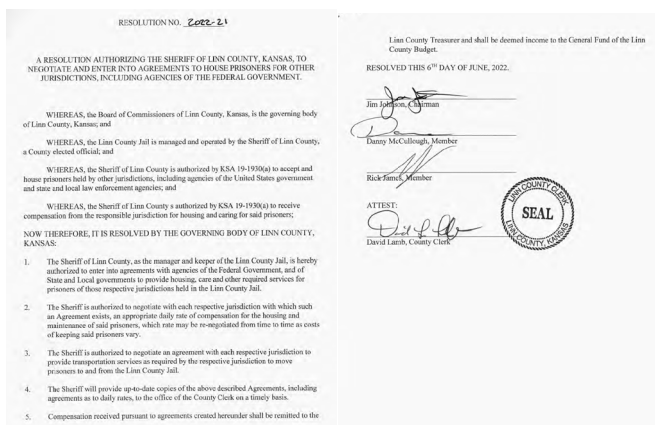 RESOLUTION NO. 2022-21
A RESOLUTION AUTHORIZING THE SHERIFF OF LINN COUNTY, KANSAS, TO
NEGOTIATE AND ENTER INTO AGREEMENTS TO HOUSE PRISONERS FOR OTHER
JURISDICTIONS, INCLUDING AGENCIES OF THE FEDERAL GOVERNMENT.
WHEREAS, the Board of Commissioners of Linn County, Kansas, is the governing body
of Linn County, Kansas; and
WHEREAS, the Linn County Jail is managed and operated by the Sheriff of Linn County,
a County elected official; and
WHEREAS, the Sheriff of Linn County is authorized by KSA 19-1930(a) to accept and
house prisoners held by other jurisdictions, including agencies of the United States government
and state and local law enforcement agencies; and
WHEREAS, the Sheriff of Linn County s authorized by KSA 19-1930(a) to receive
compensation from the responsible jurisdiction for housing and caring for said prisoners;
NOW THEREFORE, IT IS RESOLVED BY THE GOVERNING BODY OF LINN COUNTY,
KANSAS:
1. The Sheriff of Linn County, as the manager and keeper of the Linn County Jail, is hereby
authorized to enter into agreements with agencies of the Federal Government, and of
State and Local governments to provide housing, care and other required services for
prisoners of those respective jurisdictions held in the Linn County Jail.
2. The Sheriff is authorized to negotiate with each respective jurisdiction with which such
an Agreement exists, an appropriate daily rate of compensation for the housing and
maintenance of said prisoners, which rate may be re-negotiated from time to time as costs
of keeping said prisoners vary.
3. The Sheriff is authorized to negotiate an agreement with each respective jurisdiction to
provide transportation services as required by the respective jurisdiction to move
prisoners to and from the Linn County Jail.
4. The Sheriff will provide up-to-date copies of the above described Agreements, including
agreements as to daily rates, to the office of the County Clerk on a timely basis.
5. Compensation received pursuant to agreements created hereunder shall be remitted to the
Linn County Treasurer and shall be deemed income to the General Fund of the Linn
County Budget.
RESOLVED THIS 6TH DAY OF JUNE, 2022.
Jim Johnson, Chairman
Danny McCullough, Member
Rick James, Member
ATTEST:
David Lamb, County Clerk
LINN COUNTY CLERK
SEAL
LINN COUNTY, KANSAS